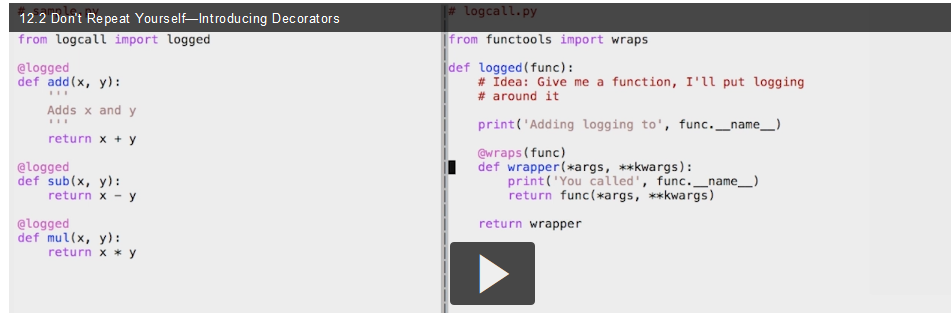 12.2 Don't Repeat Yourself—Introducing Decorators
# sample.py
from logcall import logged
@logged
def add(x, y):
'''
Adds x and y
'''
return x + y
@logged
def sub(x, y):
return x - y
@logged
def mul(x, y):
return x * y
# logcall.py
from functools import wraps
def logged(func):
# Idea: Give me a function, I'll put logging
# around it
print('Adding logging to', func.__name__)
@wraps(func)
def wrapper(*args, **kwargs):
print('You called', func.__name__)
return func(*args, **kwargs)
return wrapper